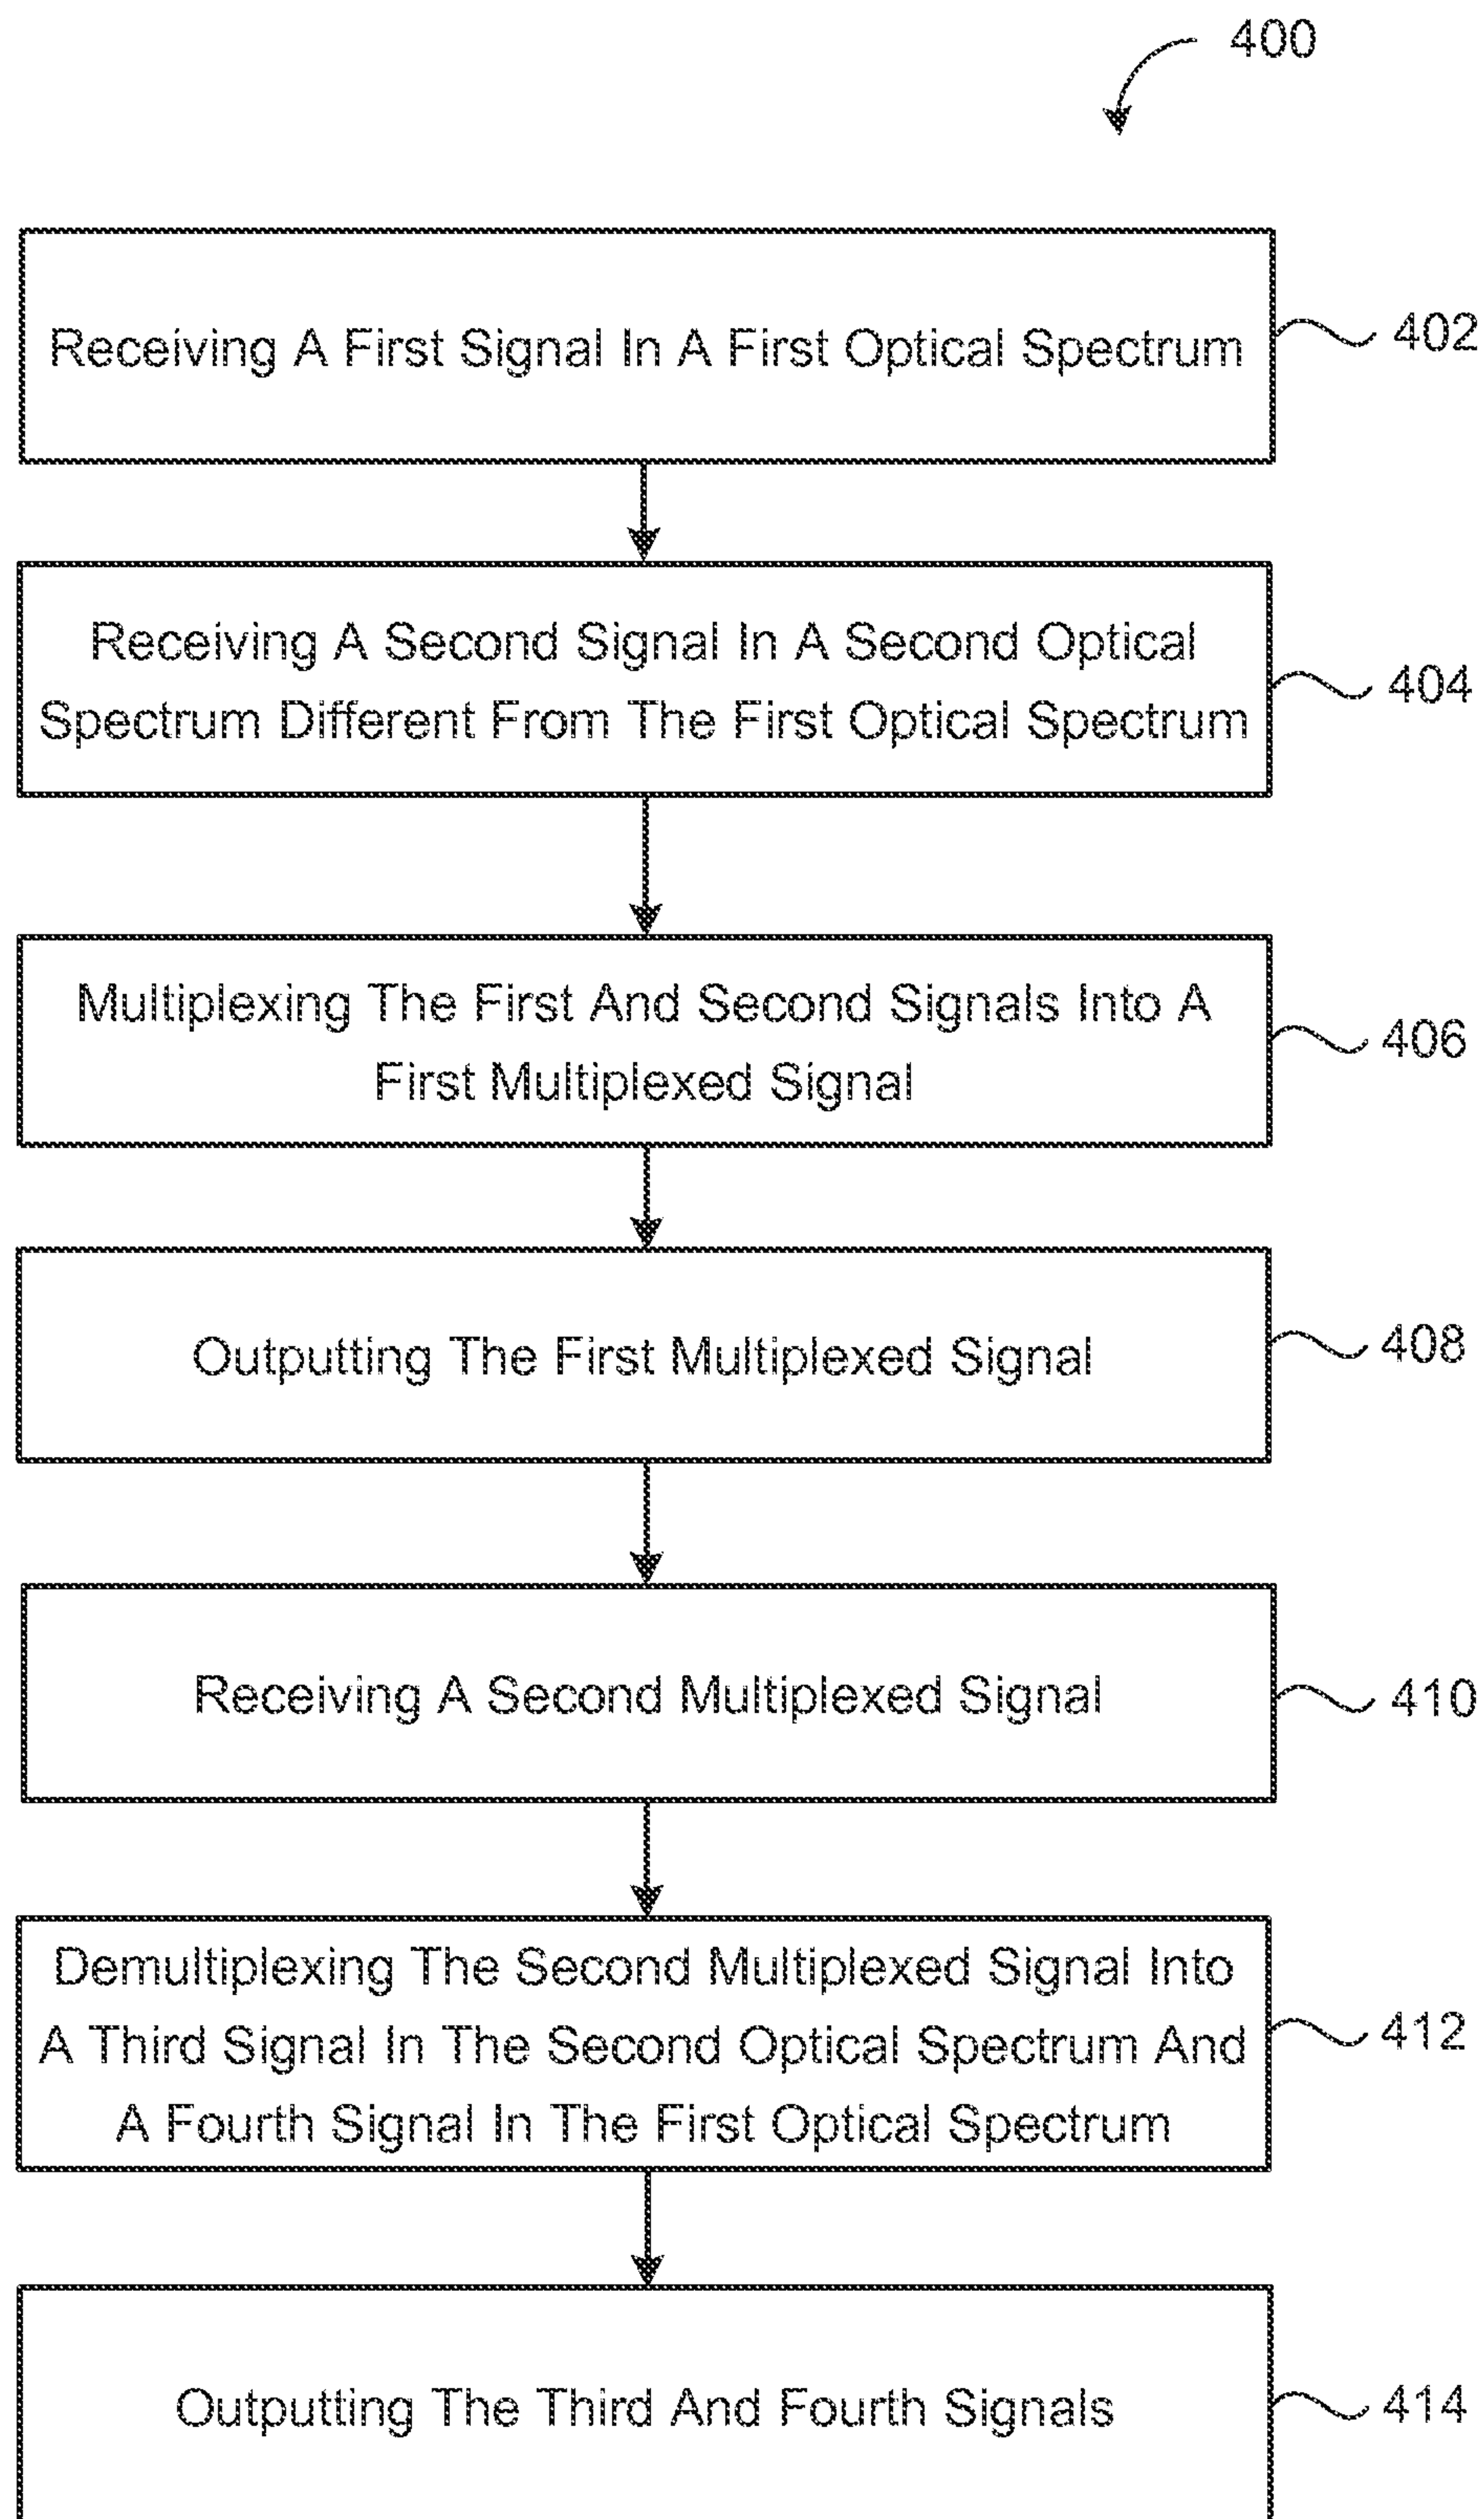 400
Receiving A First Signal In A First Optical Spectrum
402
Receiving A Second Signal In A Second Optical
Spectrum Different From The First Optical Spectrum
404
Multiplexing The First And Second Signals Into A
First Multiplexed Signal
406
Outputting The First Multiplexed Signal
408
Receiving A Second Multiplexed Signal
410
Demultiplexing The Second Multiplexed Signal Into
A Third Signal In The Second Optical Spectrum And
A Fourth Signal In The First Optical Spectrum
412
Outputting The Third And Fourth Signals
414